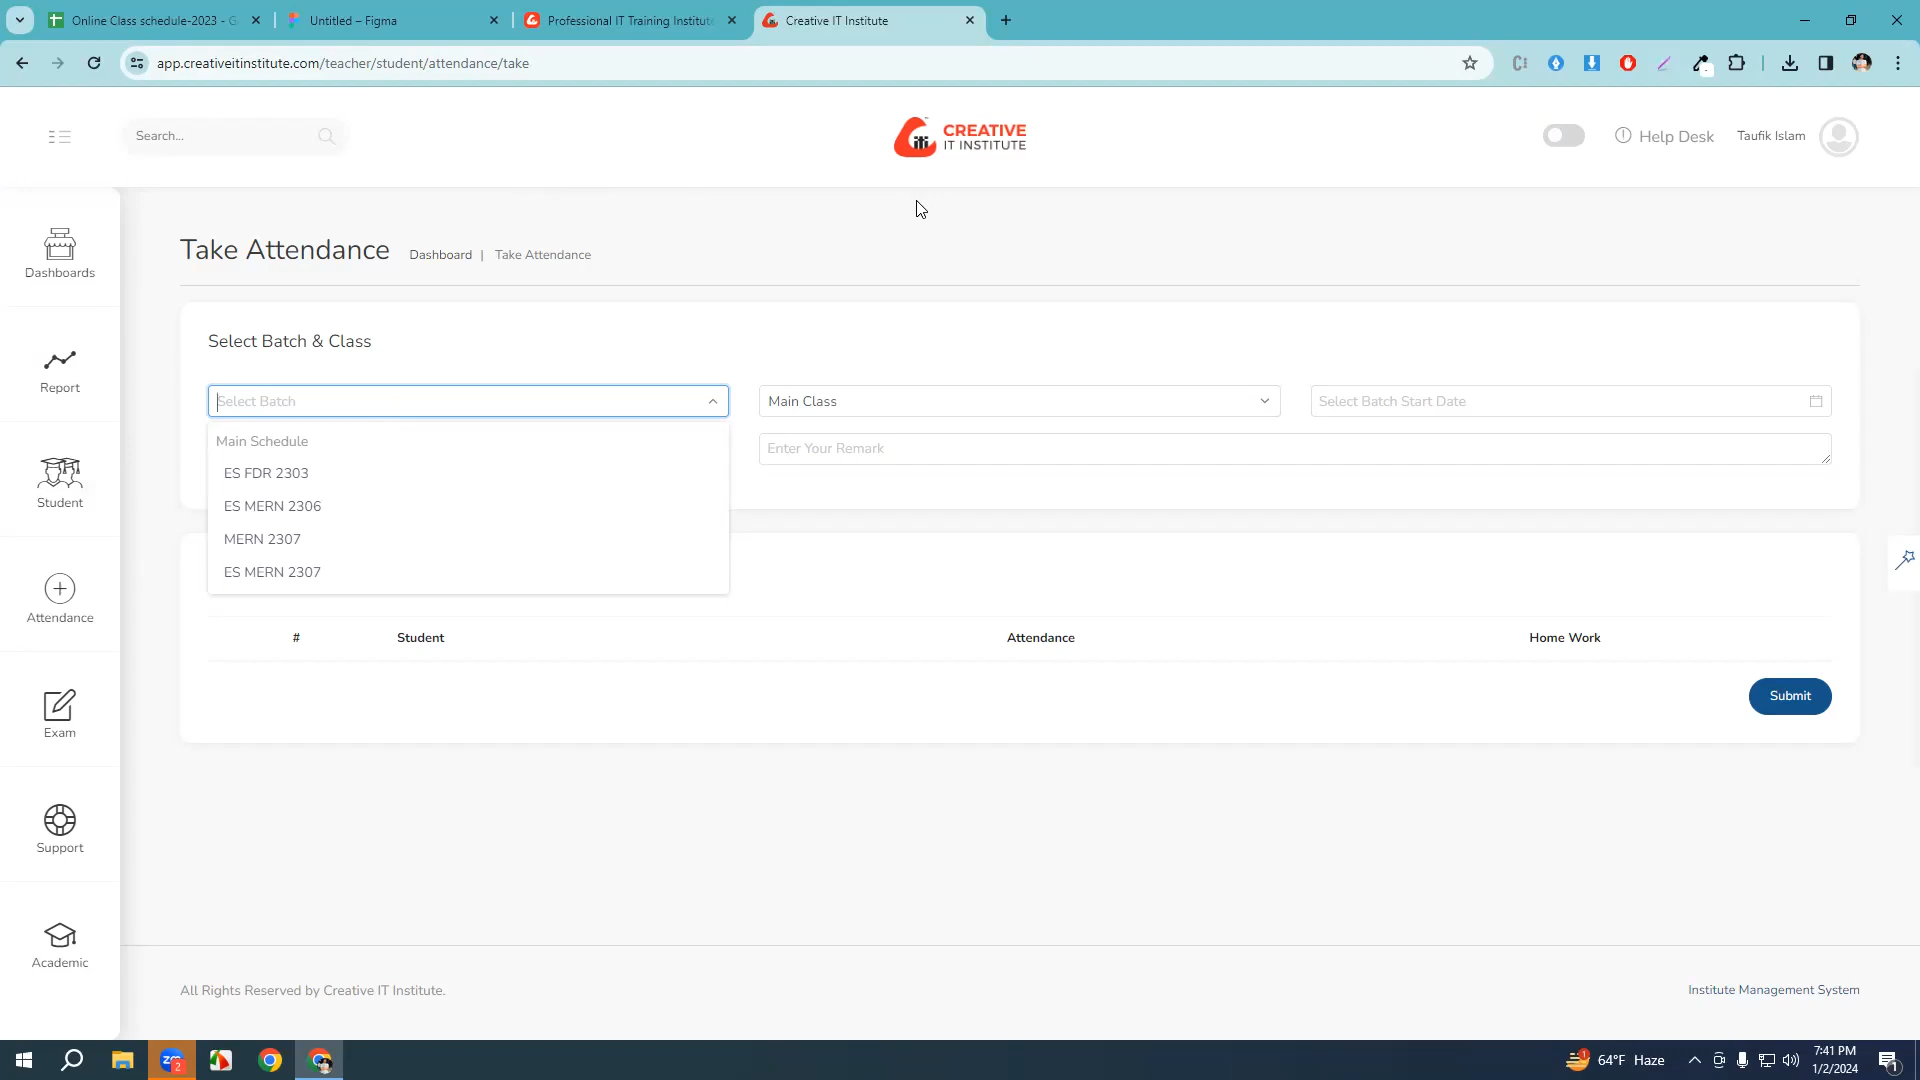 Online Class schedule-2023 - G
Untitled – Figma
Professional IT Training Institute
Creative IT Institute
app.creativeitinstitute.com/teacher/student/attendance/take
Search...
CREATIVE
IT INSTITUTE
Help Desk
Taufik Islam
Dashboards
Report
Student
Attendance
Exam
Support
Academic
Take Attendance
Dashboard | Take Attendance
Select Batch & Class
Select Batch
Main Class
Select Batch Start Date
Enter Your Remark
Main Schedule
ES FDR 2303
ES MERN 2306
MERN 2307
ES MERN 2307
# Student Attendance Home Work
Submit
All Rights Reserved by Creative IT Institute.
Institute Management System
64°F Haze
7:41 PM
1/2/2024